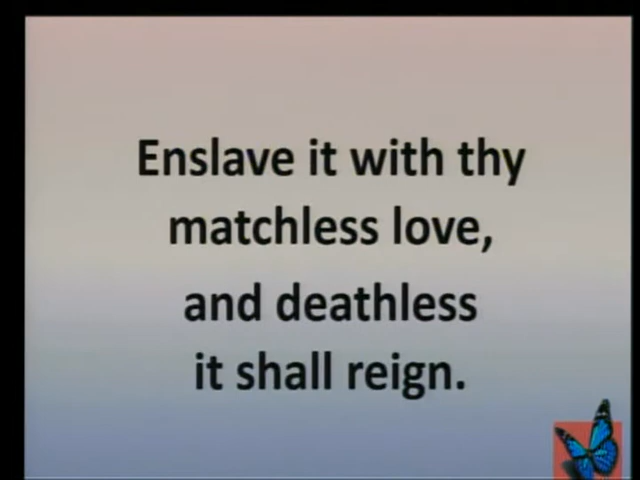 Enslave it with thy
matchless love,
and deathless
it shall reign.